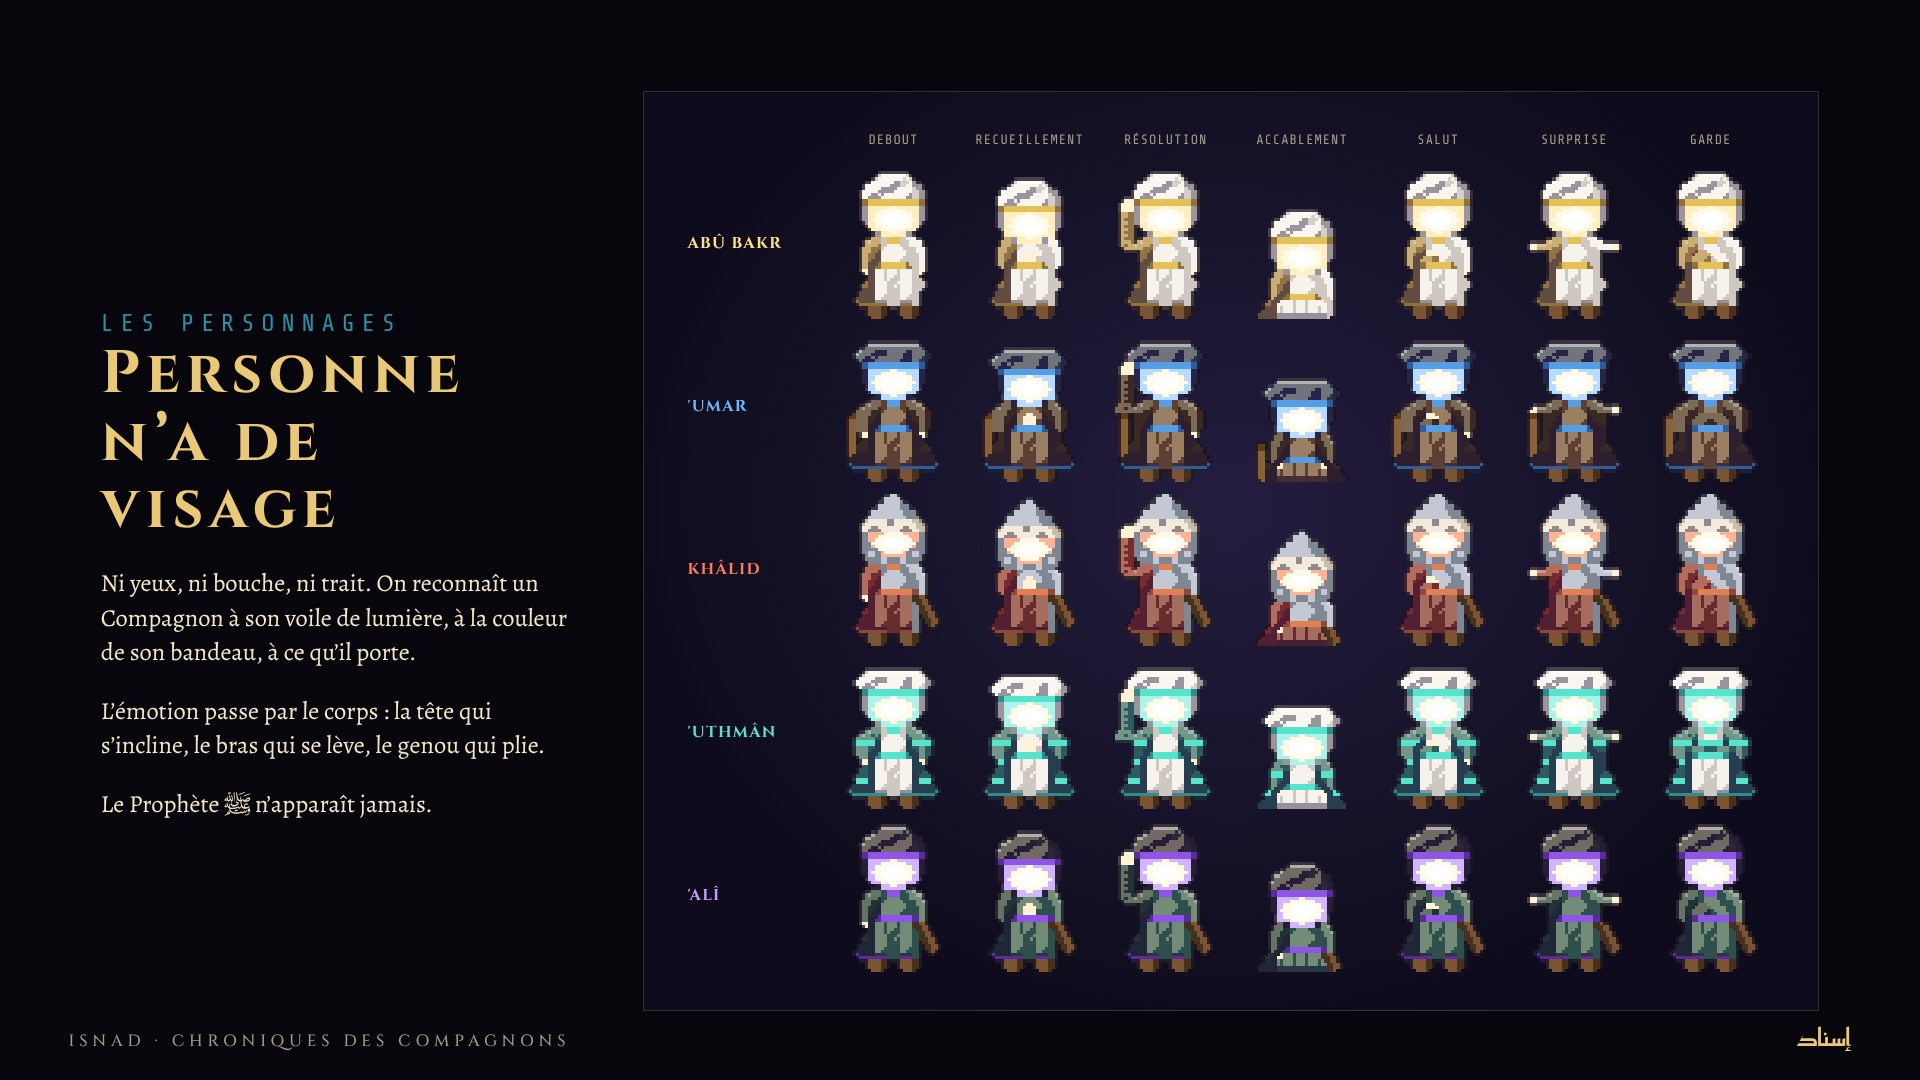 LES PERSONNAGES
PERSONNE
N’A DE
VISAGE
Ni yeux, ni bouche, ni trait. On reconnaît un
Compagnon à son voile de lumière, à la couleur
de son bandeau, à ce qu’il porte.
L’émotion passe par le corps : la tête qui
s’incline, le bras qui se lève, le genou qui plie.
Le Prophète ﷺ n’apparaît jamais.
DEBOUT RECUEILLEMENT RÉSOLUTION ACCABLEMENT SALUT SURPRISE GARDE
ABÛ BAKR
ʿUMAR
KHÂLID
ʿUTHMÂN
ʿALÎ
ISNAD · CHRONIQUES DES COMPAGNONS
إسناد